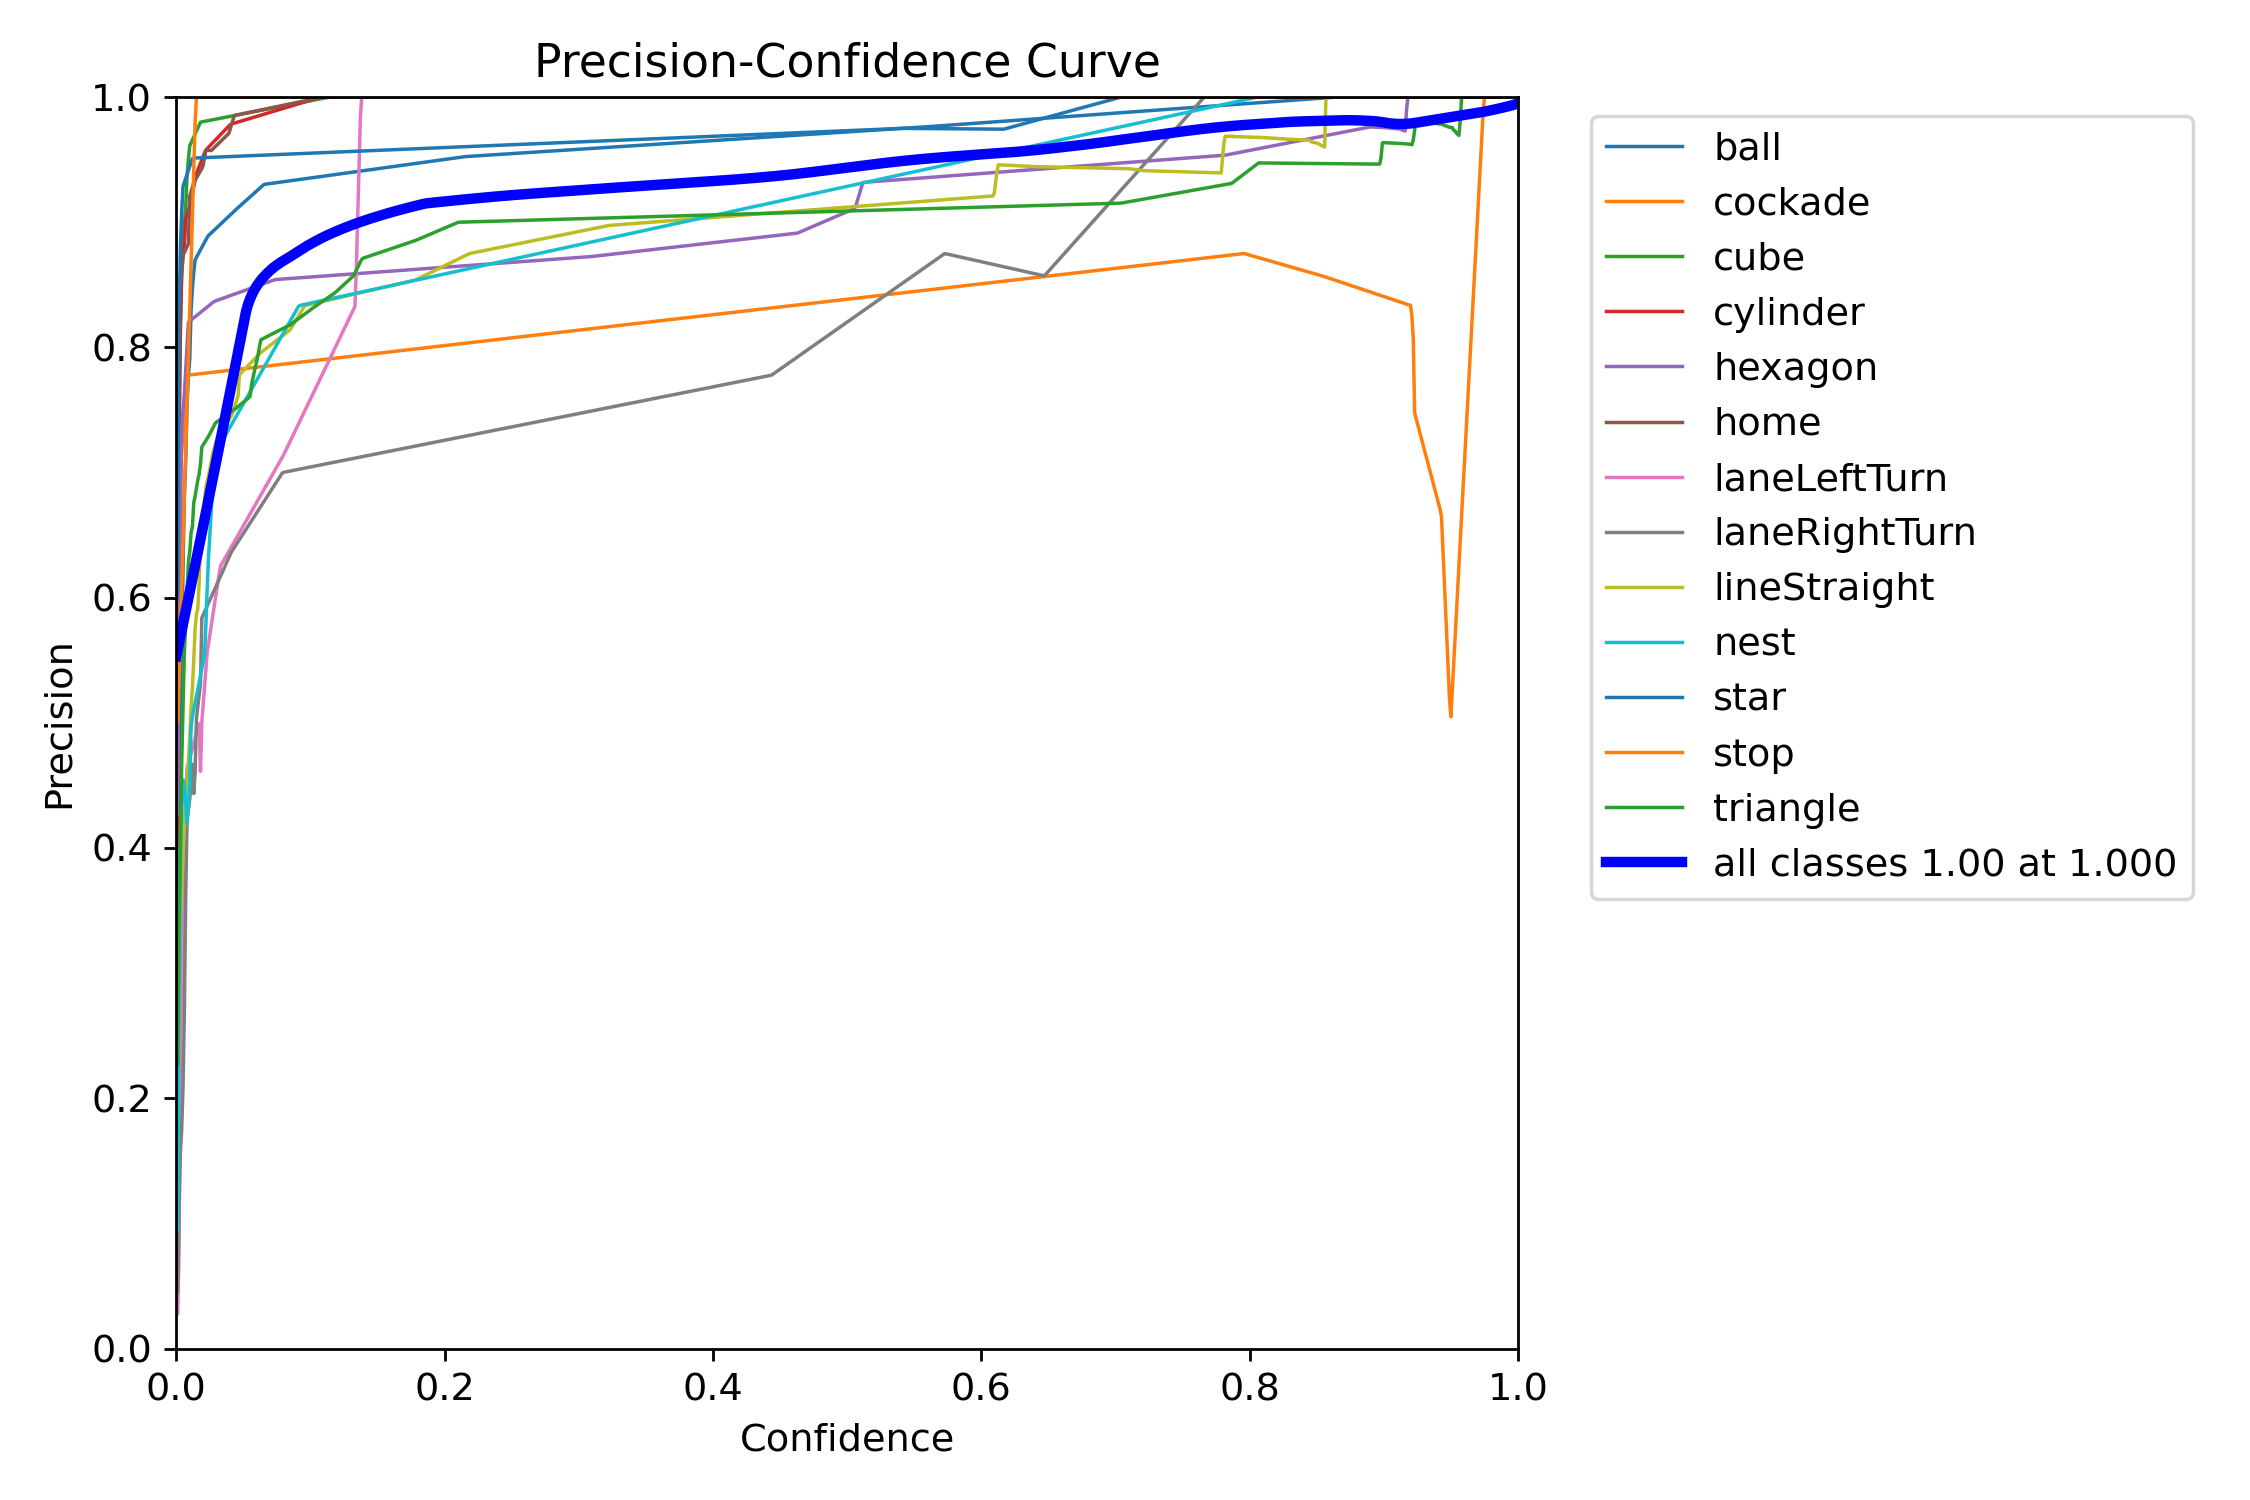 Precision-Confidence Curve
1.0
0.8
0.6
0.4
0.2
0.0
Precision
0.0 0.2 0.4 0.6 0.8 1.0
Confidence
ball
cockade
cube
cylinder
hexagon
home
laneLeftTurn
laneRightTurn
lineStraight
nest
star
stop
triangle
all classes 1.00 at 1.000